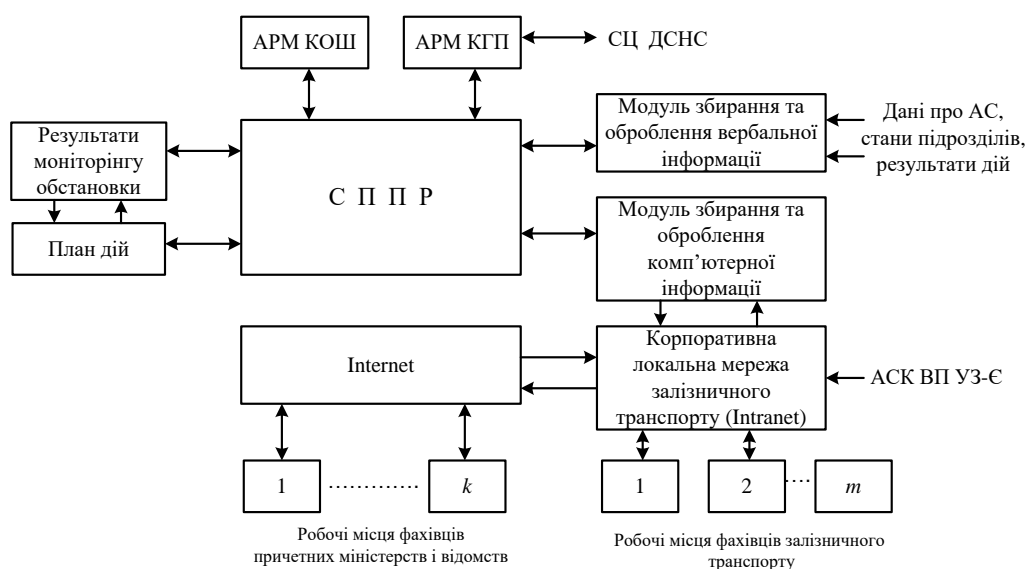 АРМ КОШ
АРМ КГП
СЦ ДСНС
Результати
моніторінгу
обстановки
План дій
С П П Р
Модуль збирання та
оброблення вербальної
інформації
Дані про АС,
стани підрозділів,
результати дій
Модуль збирання та
оброблення
комп’ютерної
інформації
Internet
Корпоративна
локальна мережа
залізничного
транспорту (Intranet)
АСК ВП УЗ-Є
1
..............
k
1
2
.....
m
Робочі місця фахівців
причетних міністерств і відомств
Робочі місця фахівців залізничного
транспорту